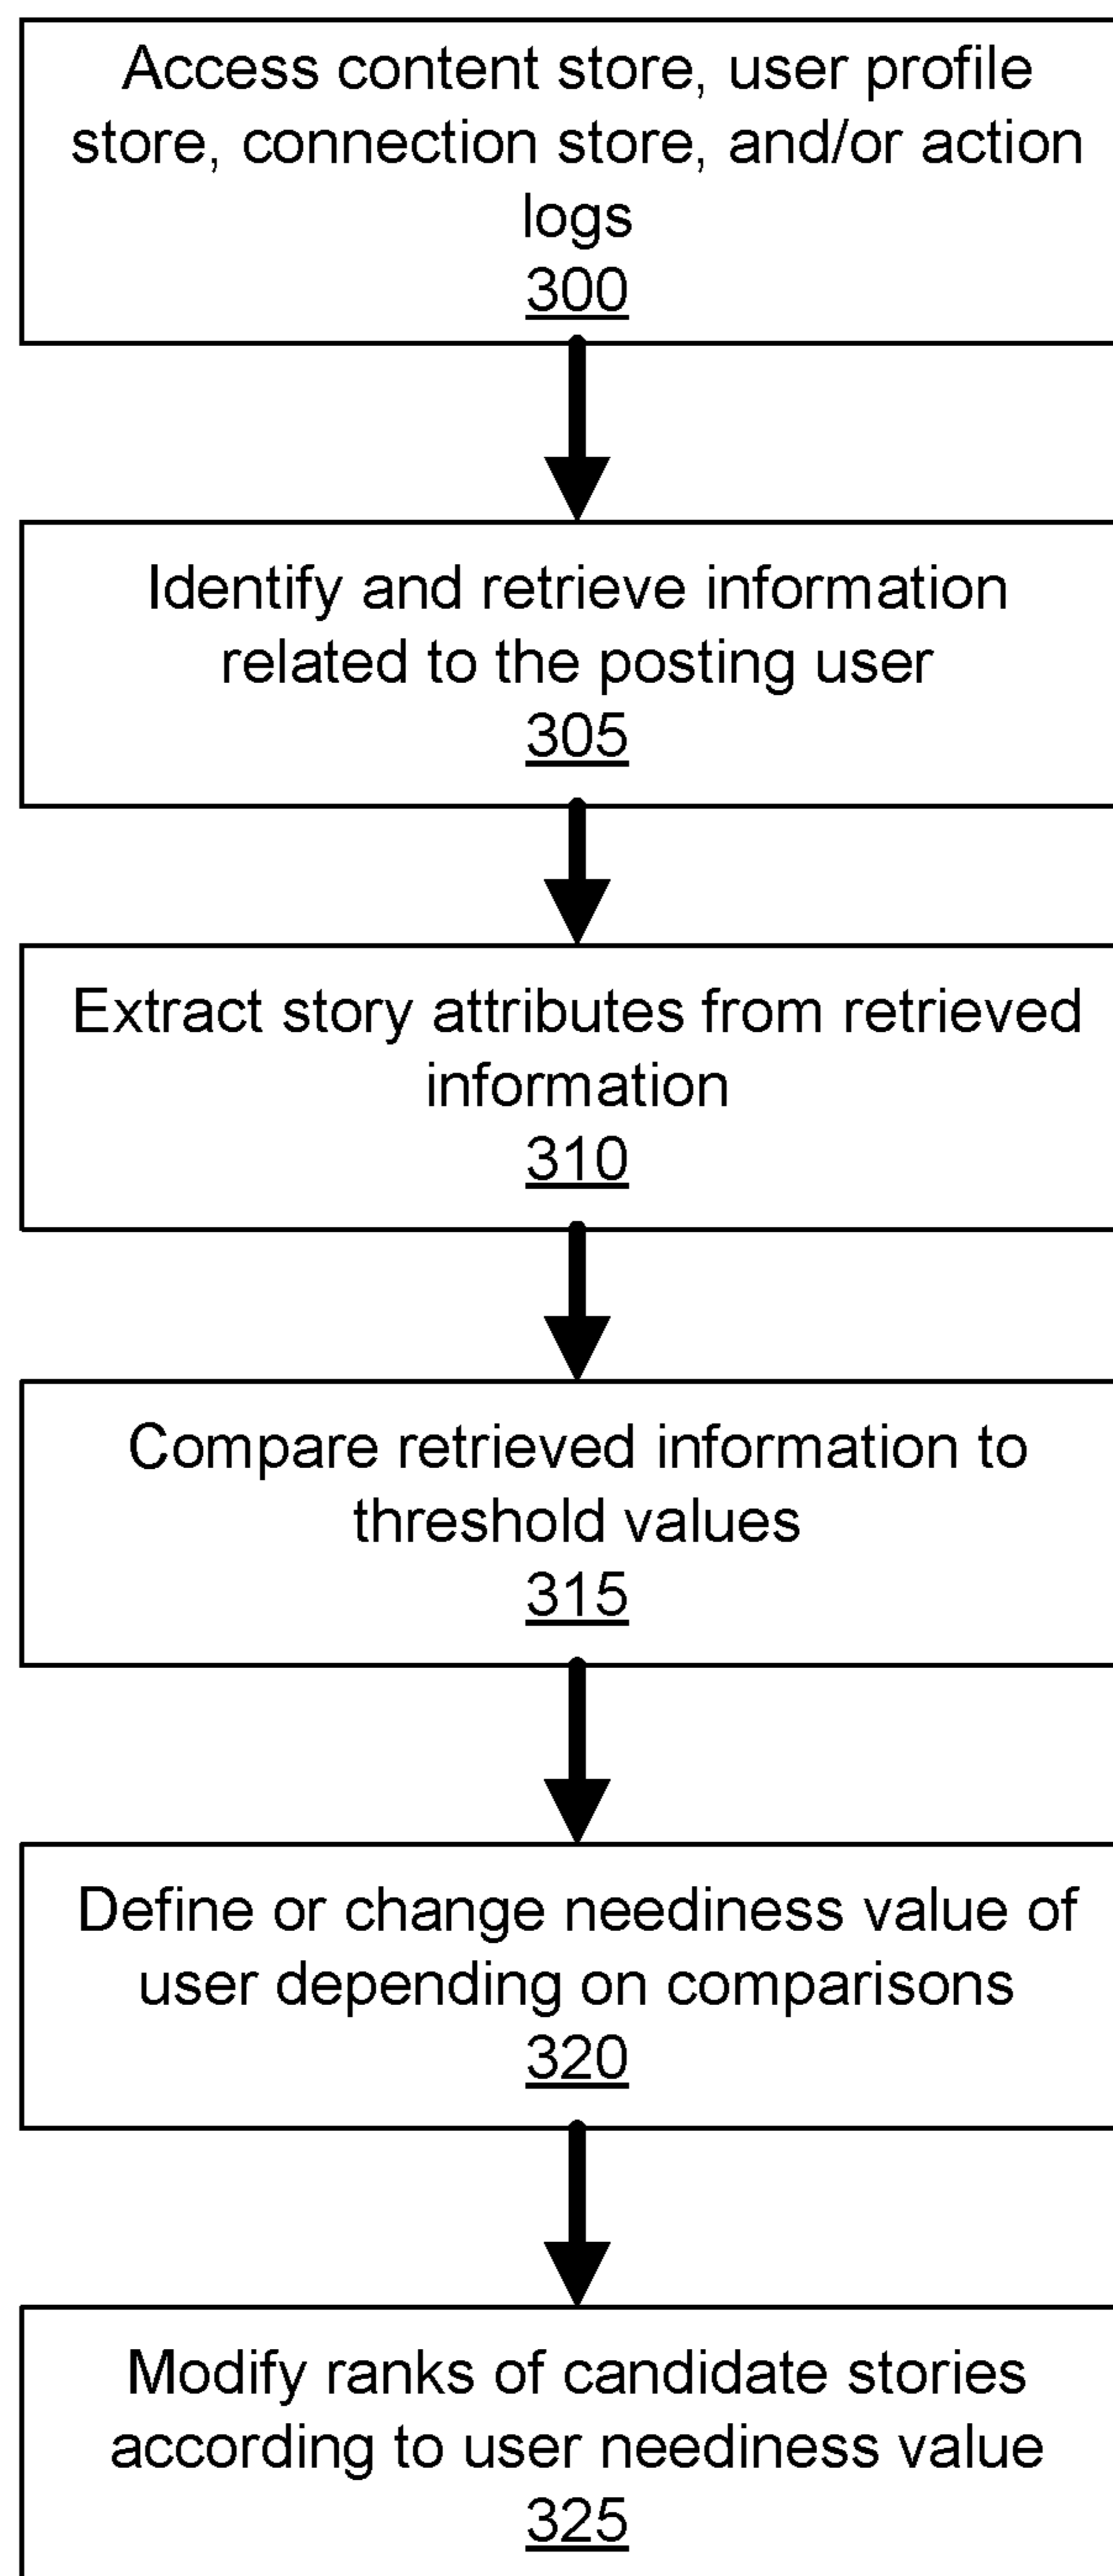 Access content store, user profile
store, connection store, and/or action
logs
300
Identify and retrieve information
related to the posting user
305
Extract story attributes from retrieved
information
310
Compare retrieved information to
threshold values
315
Define or change neediness value of
user depending on comparisons
320
Modify ranks of candidate stories
according to user neediness value
325